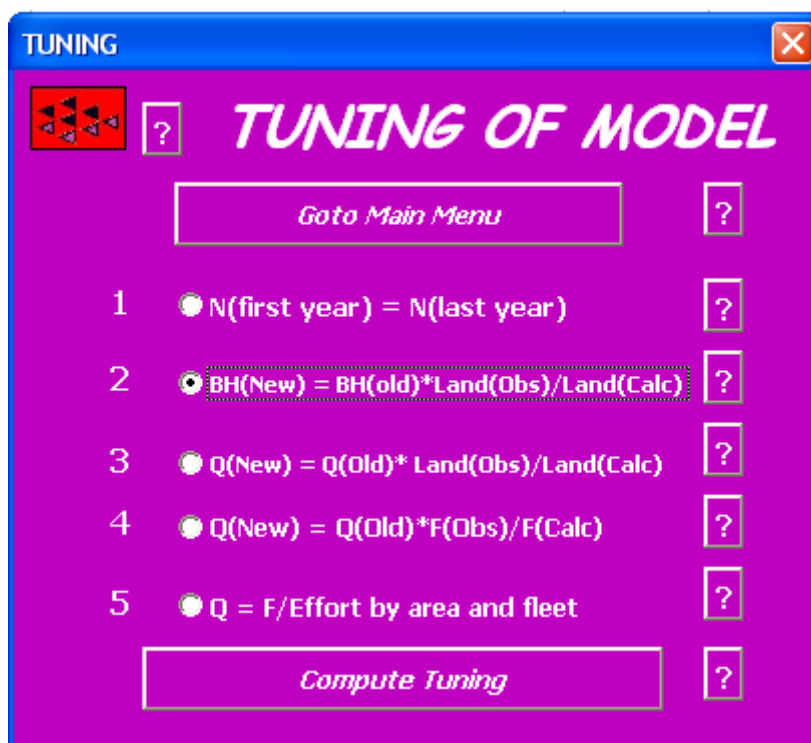 TUNING
? TUNING OF MODEL
Goto Main Menu ?
1 N(first year) = N(last year) ?
2 BH(New) = BH(old)*Land(Obs)/Land(Calc) ?
3 Q(New) = Q(Old)* Land(Obs)/Land(Calc) ?
4 Q(New) = Q(Old)*F(Obs)/F(Calc) ?
5 Q = F/Effort by area and fleet ?
Compute Tuning ?